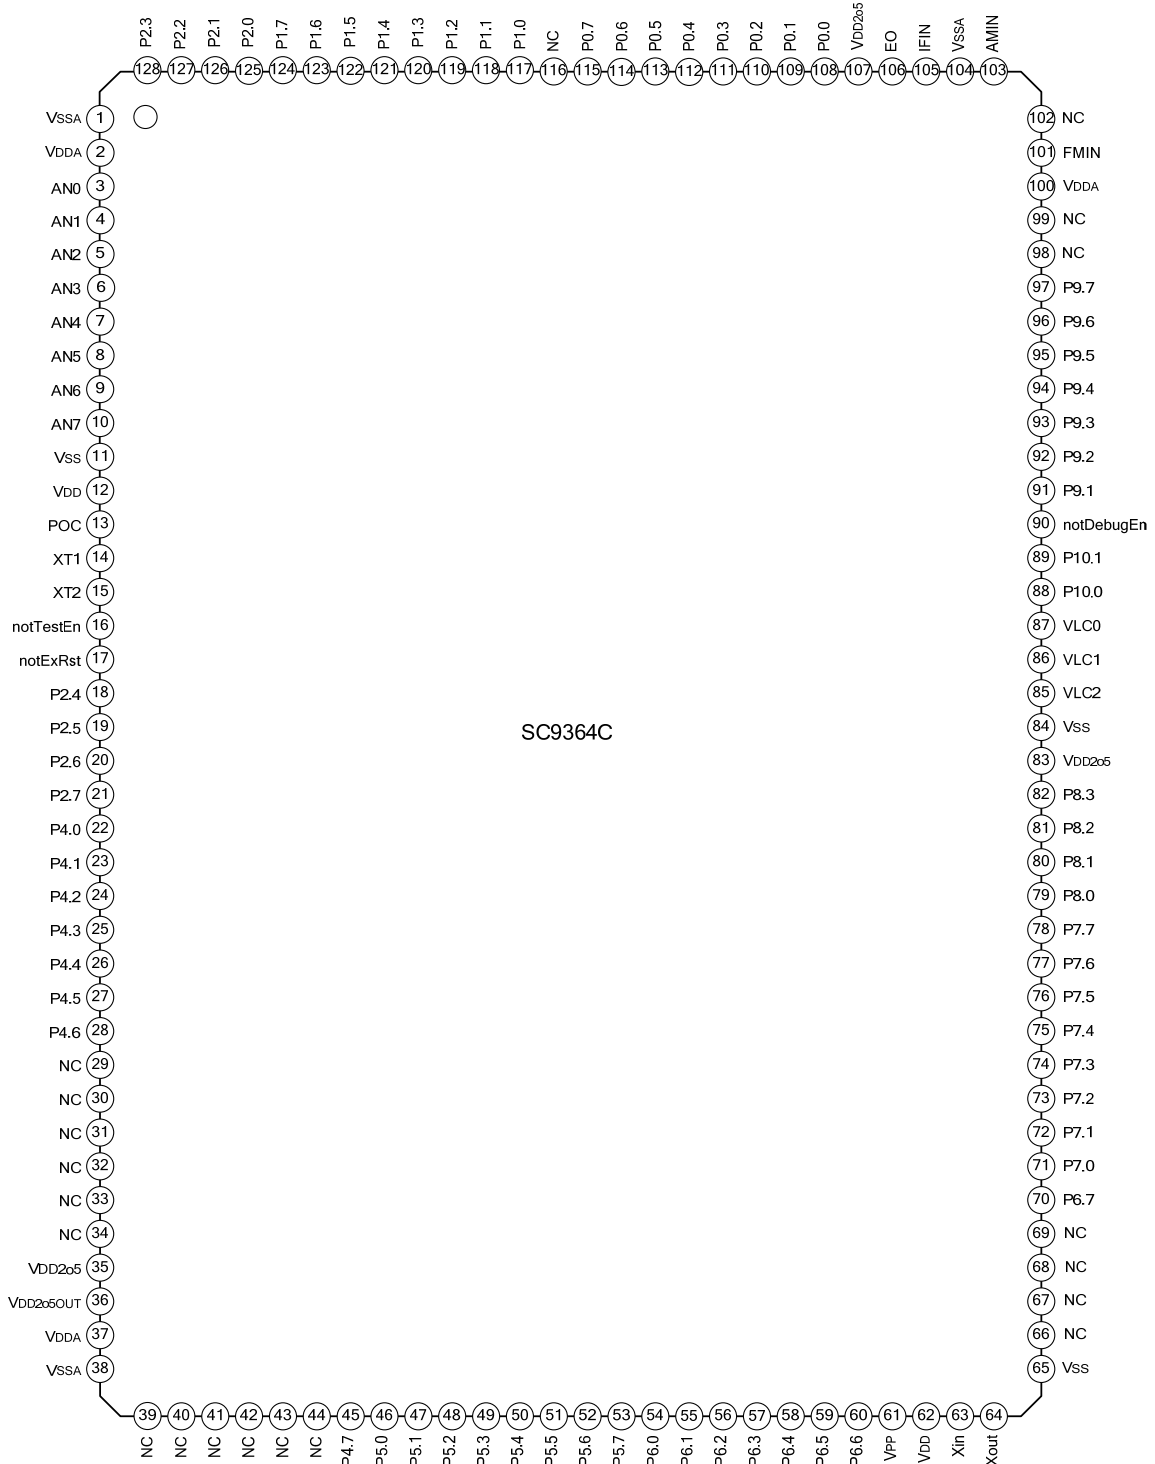 P2.3 P2.2 P2.1 P2.0 P1.7 P1.6 P1.5 P1.4 P1.3 P1.2 P1.1 P1.0 NC P0.7 P0.6 P0.5 P0.4 P0.3 P0.2 P0.1 P0.0 VDD2o5 EO IFIN VSSA AMIN
128 127 126 125 124 123 122 121 120 119 118 117 116 115 114 113 112 111 110 109 108 107 106 105 104 103
VSSA 1 102 NC
VDDA 2 101 FMIN
AN0 3 100 VDDA
AN1 4 99 NC
AN2 5 98 NC
AN3 6 97 P9.7
AN4 7 96 P9.6
AN5 8 95 P9.5
AN6 9 94 P9.4
AN7 10 93 P9.3
VSS 11 92 P9.2
VDD 12 91 P9.1
POC 13 90 notDebugEn
XT1 14 89 P10.1
XT2 15 88 P10.0
notTestEn 16 87 VLC0
notExRst 17 86 VLC1
P2.4 18 85 VLC2
P2.5 19 84 VSS
SC9364C
P2.6 20 83 VDD2o5
P2.7 21 82 P8.3
P4.0 22 81 P8.2
P4.1 23 80 P8.1
P4.2 24 79 P8.0
P4.3 25 78 P7.7
P4.4 26 77 P7.6
P4.5 27 76 P7.5
P4.6 28 75 P7.4
NC 29 74 P7.3
NC 30 73 P7.2
NC 31 72 P7.1
NC 32 71 P7.0
NC 33 70 P6.7
NC 34 69 NC
VDD2o5 35 68 NC
VDD2o5OUT 36 67 NC
VDDA 37 66 NC
VSSA 38 65 VSS
39 40 41 42 43 44 45 46 47 48 49 50 51 52 53 54 55 56 57 58 59 60 61 62 63 64
NC NC NC NC NC NC P4.7 P5.0 P5.1 P5.2 P5.3 P5.4 P5.5 P5.6 P5.7 P6.0 P6.1 P6.2 P6.3 P6.4 P6.5 P6.6 VPP VDD Xin Xout